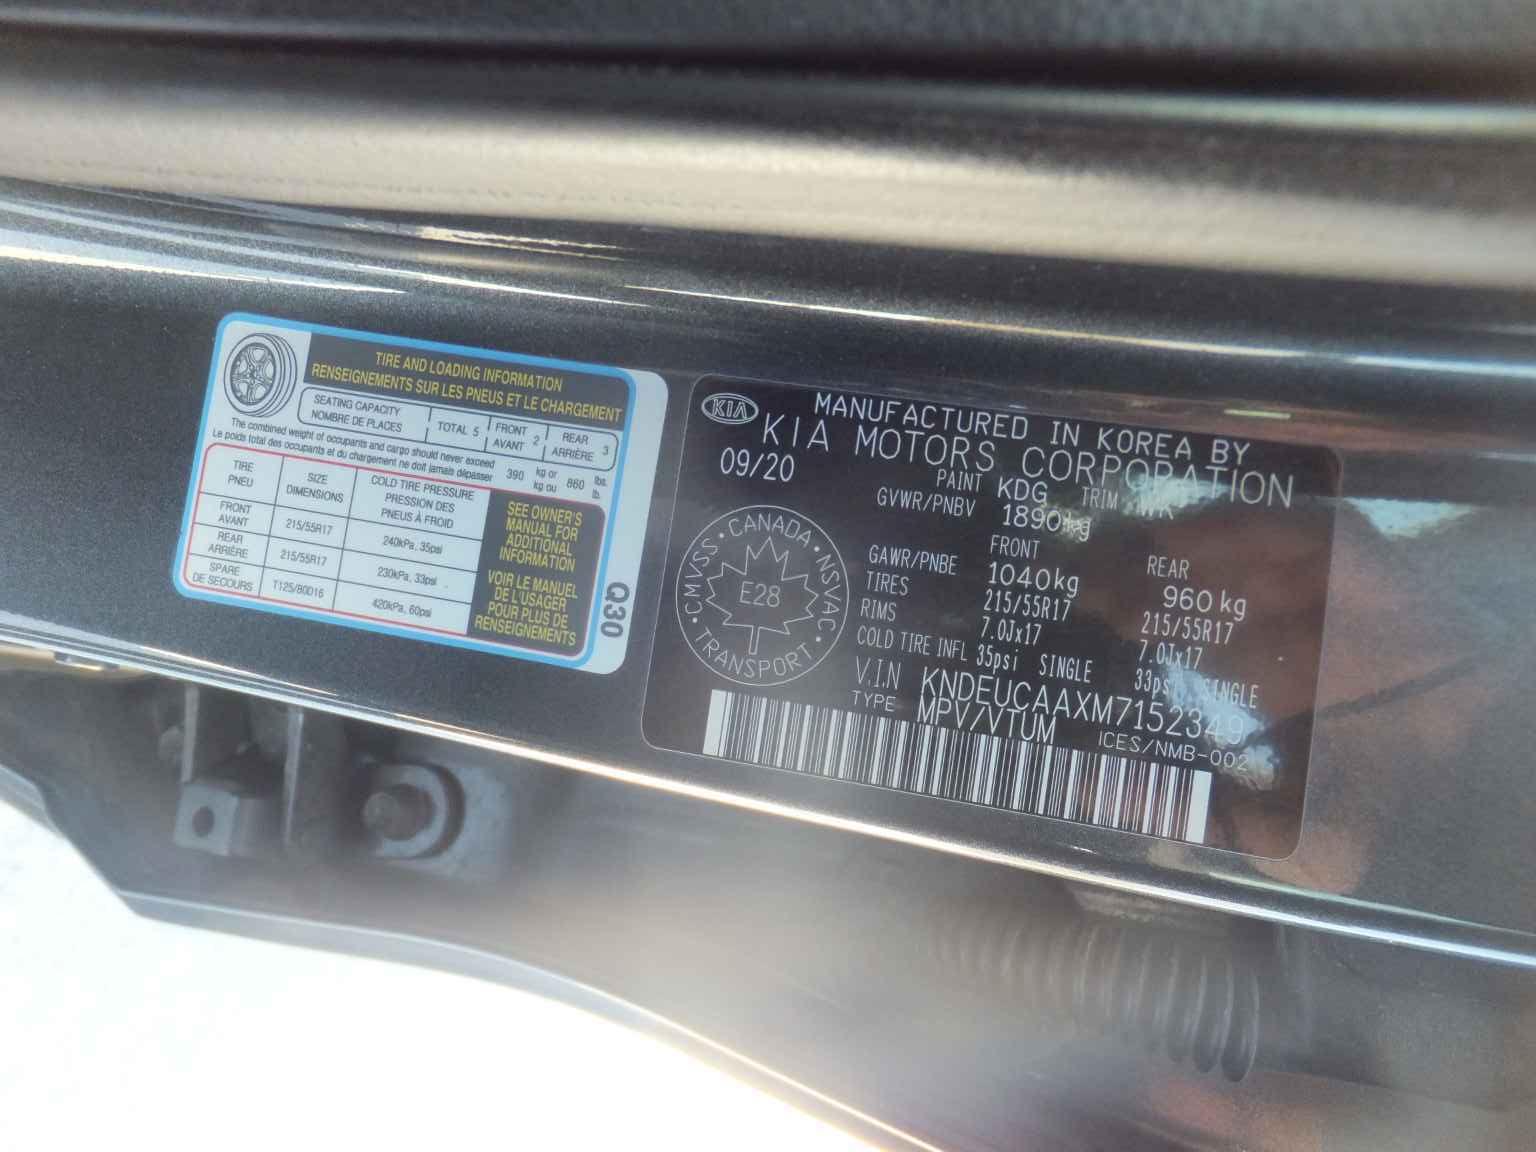 TIRE AND LOADING INFORMATION
RENSEIGNEMENTS SUR LES PNEUS ET LE CHARGEMENT
SEATING CAPACITY
NOMBRE DE PLACES
TOTAL 5
FRONT
AVANT
2
REAR
ARRIÈRE
3
The combined weight of occupants and cargo should never exceed
Le poids total des occupants et du chargement ne doit jamais dépasser
390 kg or
kg ou
860 lbs.
lb.
TIRE
PNEU
SIZE
DIMENSIONS
COLD TIRE PRESSURE
PRESSION DES
PNEUS À FROID
FRONT
AVANT
215/55R17
240kPa, 35psi
REAR
ARRIÈRE
215/55R17
230kPa, 33psi
SPARE
DE SECOURS
T125/80D16
420kPa, 60psi
SEE OWNER'S
MANUAL FOR
ADDITIONAL
INFORMATION
VOIR LE MANUEL
DE L'USAGER
POUR PLUS DE
RENSEIGNEMENTS
Q30
KIA
MANUFACTURED IN KOREA BY
KIA MOTORS CORPORATION
09/20
PAINT KDG TRIM WK
GVWR/PNBV 1890kg
FRONT REAR
GAWR/PNBE 1040kg 960kg
TIRES 215/55R17 215/55R17
RIMS 7.0Jx17 7.0Jx17
COLD TIRE INFL 35psi SINGLE 33psi SINGLE
V.I.N KNDEUCAAXM7152349
TYPE MPV/VTUM ICES/NMB-002
CANADA · NSVAC · TRANSPORT · CMVSS ·
E28